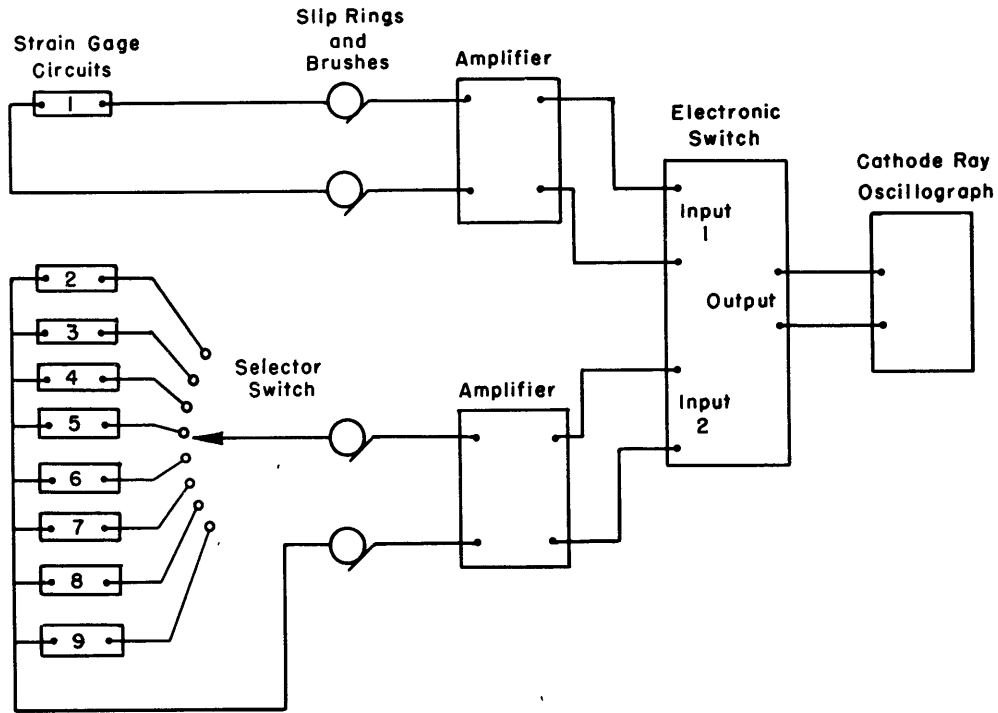 Strain Gage
Circuits
1
Slip Rings
and
Brushes
Amplifier
Electronic
Switch
Input
1
Output
Input
2
Cathode Ray
Oscillograph
2
3
4
5
6
7
8
9
Selector
Switch
Amplifier